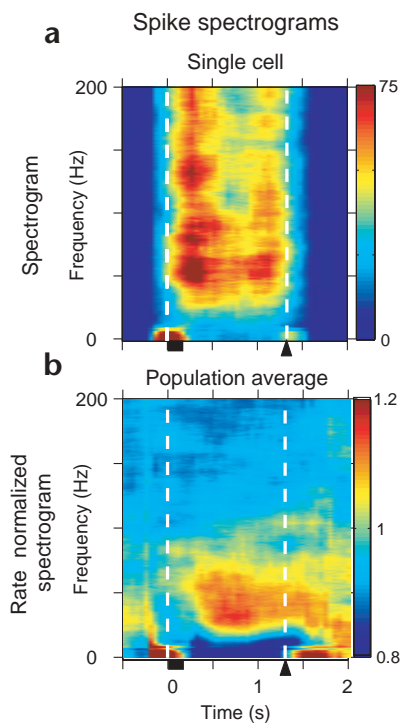 Spike spectrograms
a
Single cell
200
75
Spectrogram
Frequency (Hz)
0
0
b
Population average
200
1.2
Rate normalized
spectrogram
Frequency (Hz)
1
0
0.8
0
1
2
Time (s)